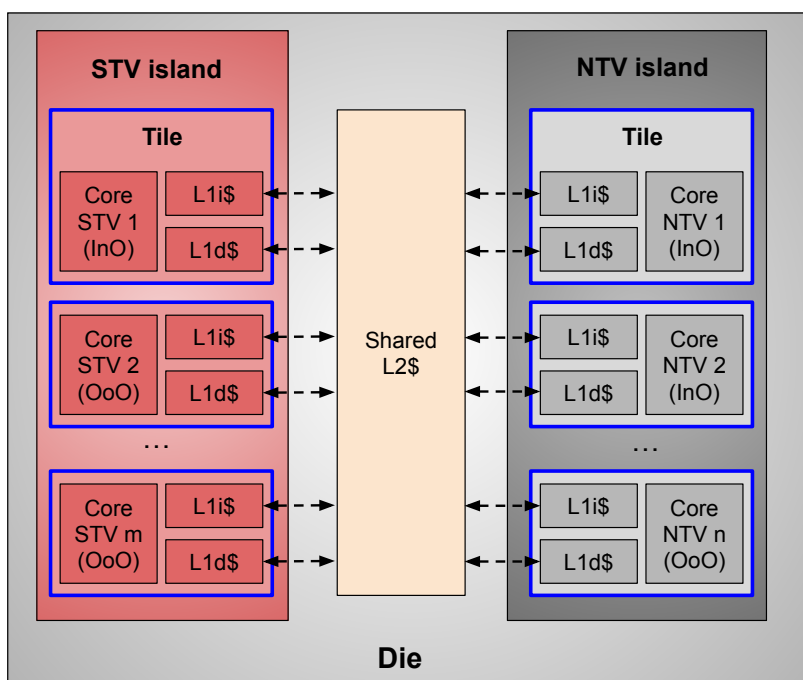 STV island
Tile
Core
STV 1
(InO)
L1i$
L1d$
Core
STV 2
(OoO)
L1i$
L1d$
...
Core
STV m
(OoO)
L1i$
L1d$
Shared
L2$
NTV island
Tile
L1i$
L1d$
Core
NTV 1
(InO)
L1i$
L1d$
Core
NTV 2
(InO)
...
L1i$
L1d$
Core
NTV n
(OoO)
Die